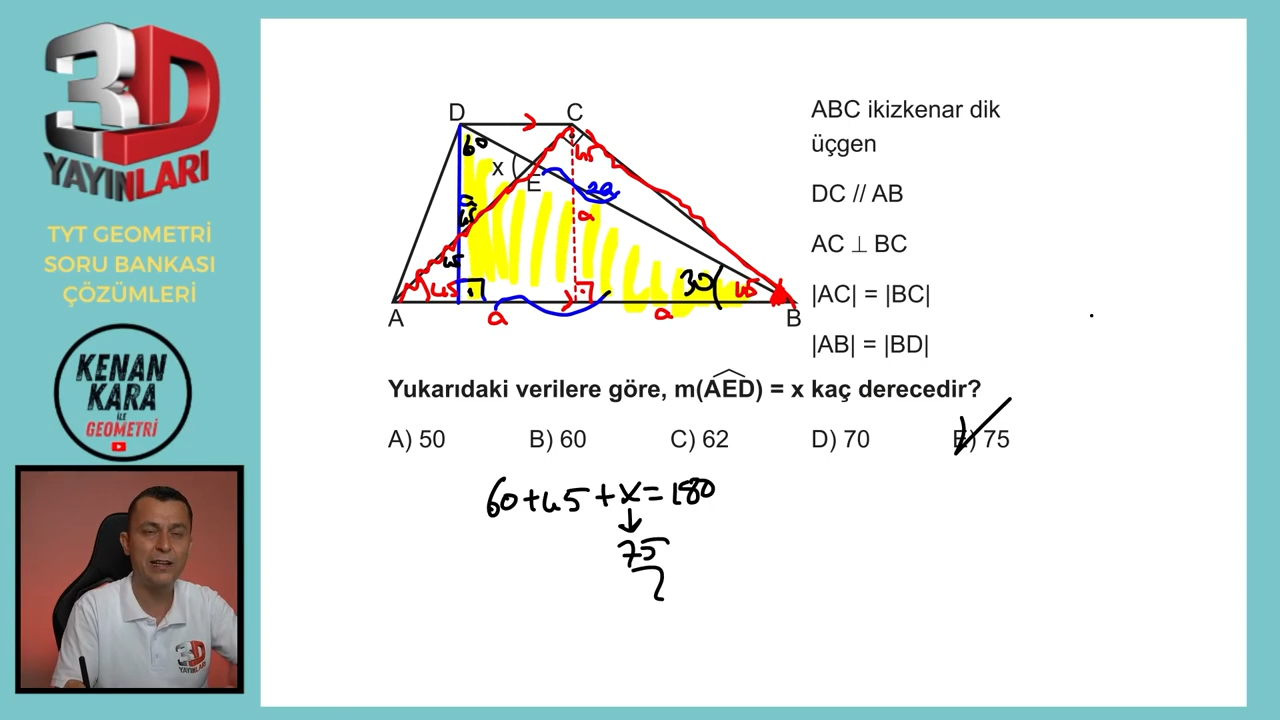 3D
YAYINLARI
TYT GEOMETRİ
SORU BANKASI
ÇÖZÜMLERİ
KENAN
KARA
İLE
GEOMETRİ
3D
YAYINLARI
D C
60
x
E
45
2a
a
45
45
45
30
45
A a a B
ABC ikizkenar dik
üçgen
DC // AB
AC ⊥ BC
|AC| = |BC|
|AB| = |BD|
Yukarıdaki verilere göre, m(AED) = x kaç derecedir?
A) 50 B) 60 C) 62 D) 70 E) 75
60+45+x=180
75